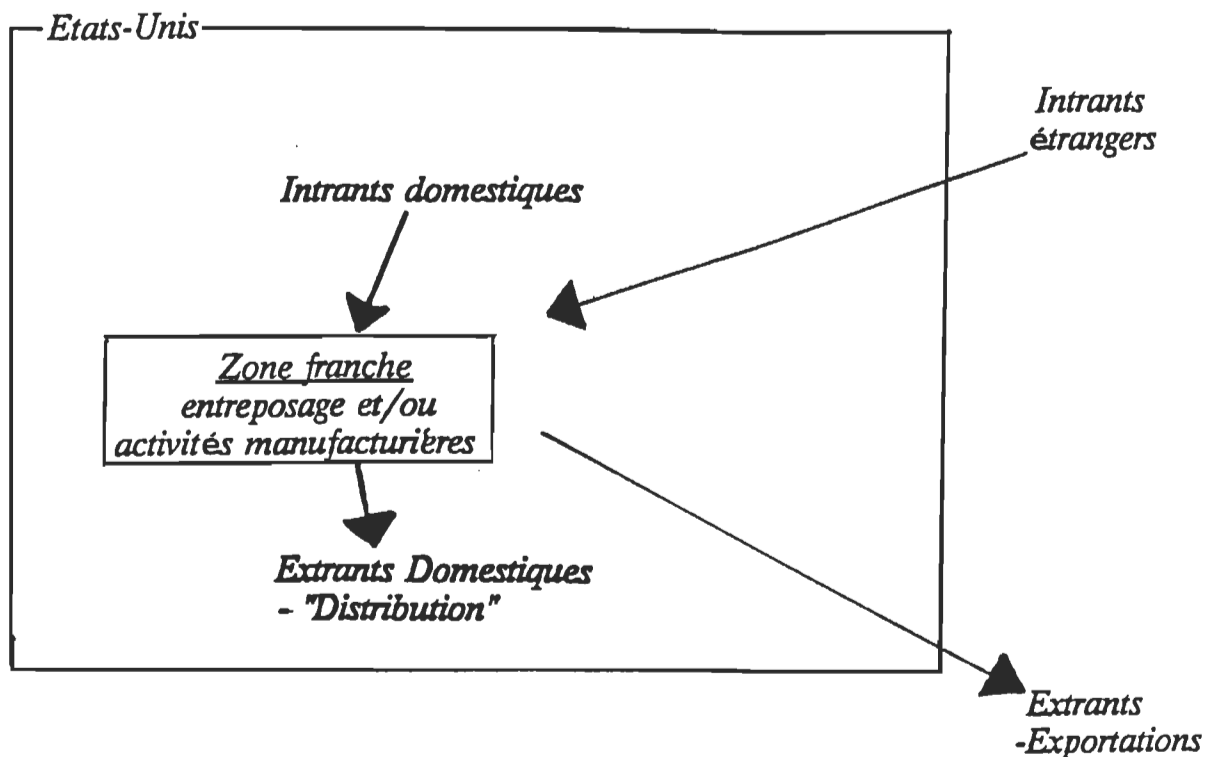 Etats-Unis
Intrants
étrangers
Intrants domestiques
Zone franche
entreposage et/ou
activités manufacturières
Extrants Domestiques
- "Distribution"
Extrants
-Exportations